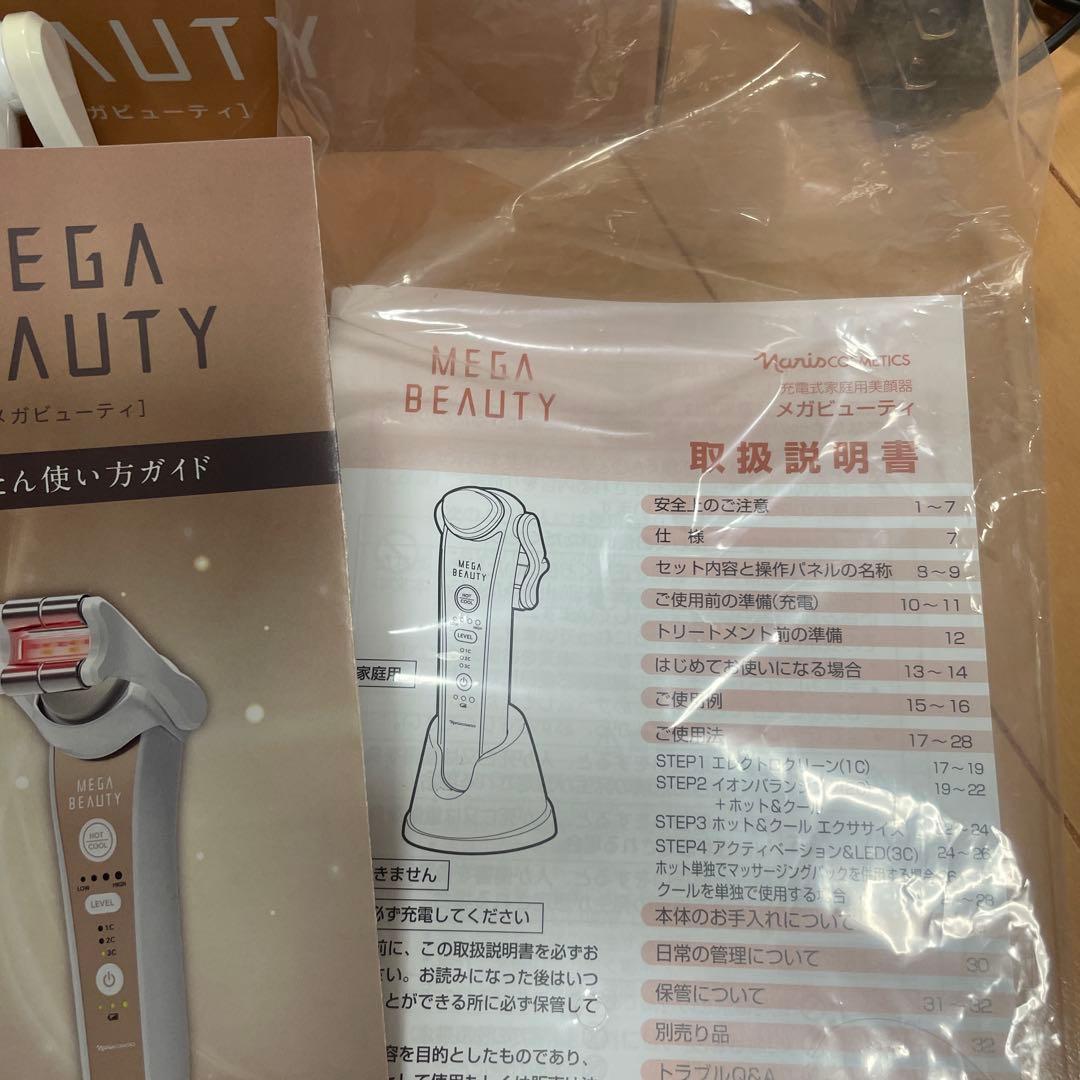 AUTY
ガビューティ]
EGA
AUTY
メガビューティ]
ん使い方ガイド
MEGA
BEAUTY
HOT
COOL
LOW HIGH
LEVEL
1C
2C
3C
MEGA
BEAUTY
NarisCOSMETICS
充電式家庭用美顔器
メガビューティ
取扱説明書
MEGA
BEAUTY
HOT
COOL
HIGH
LEVEL
1C
2C
3C
家庭用
きません
必ず充電してください
前に、この取扱説明書を必ずお
さい。お読みになった後はいつ
ことができる所に必ず保管して
容を目的としたものであり、
安全上のご注意 1〜7
仕 様 7
セット内容と操作パネルの名称 8〜9
ご使用前の準備(充電) 10〜11
トリートメント前の準備 12
はじめてお使いになる場合 13〜14
ご使用例 15〜16
ご使用法 17〜28
STEP1 エレクトロクリーン(1C) 17〜19
STEP2 イオンバランス 19〜22
+ホット&クール
STEP3 ホット&クール エクササイズ 〜24
STEP4 アクティベーション&LED(3C) 24〜26
ホット単独でマッサージングパックを併用する場合
クールを単独で使用する場合 〜28
本体のお手入れについて
日常の管理について 30
保管について 31〜32
別売り品 32
トラブルQ&A